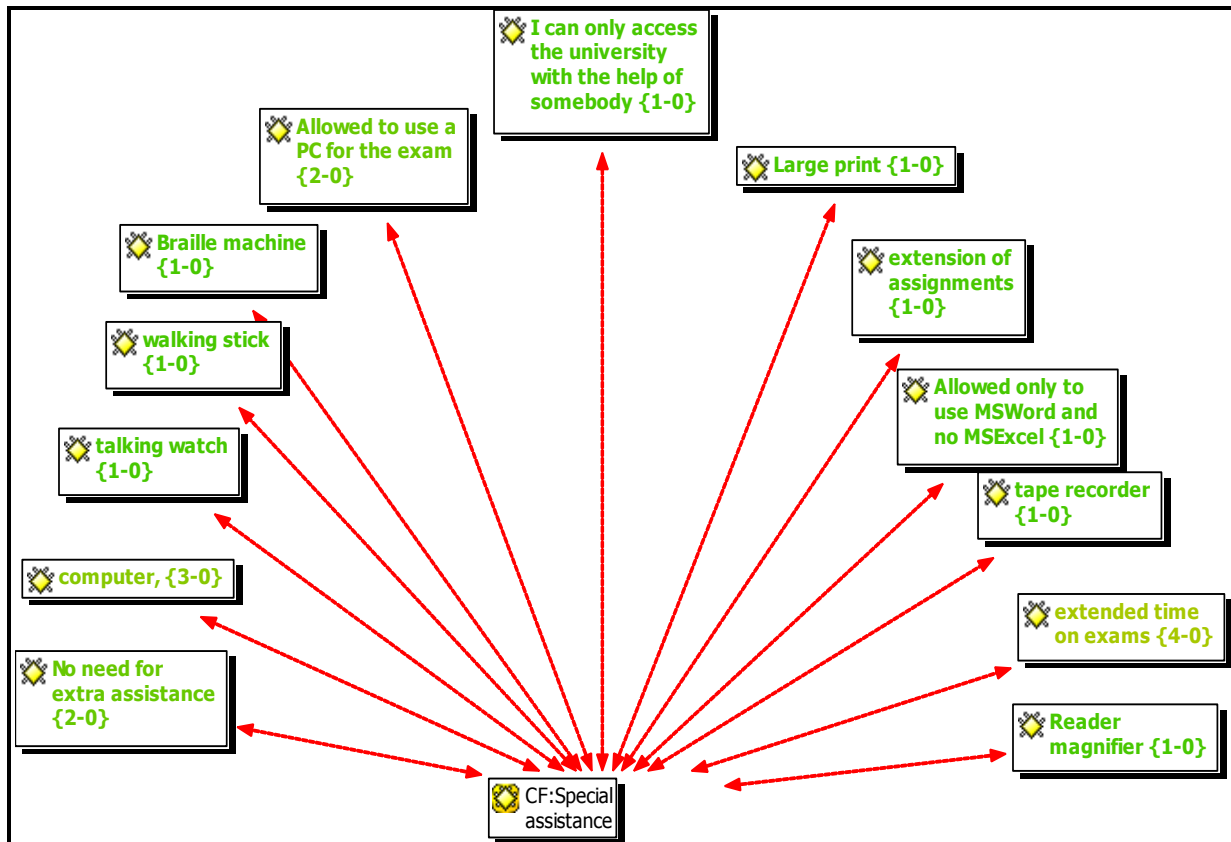 I can only access
the university
with the help of
somebody {1-0}
Allowed to use a
PC for the exam
{2-0}
Large print {1-0}
Braille machine
{1-0}
extension of
assignments
{1-0}
walking stick
{1-0}
Allowed only to
use MSWord and
no MSExcel {1-0}
talking watch
{1-0}
tape recorder
{1-0}
computer, {3-0}
extended time
on exams {4-0}
No need for
extra assistance
{2-0}
Reader
magnifier {1-0}
CF:Special
assistance